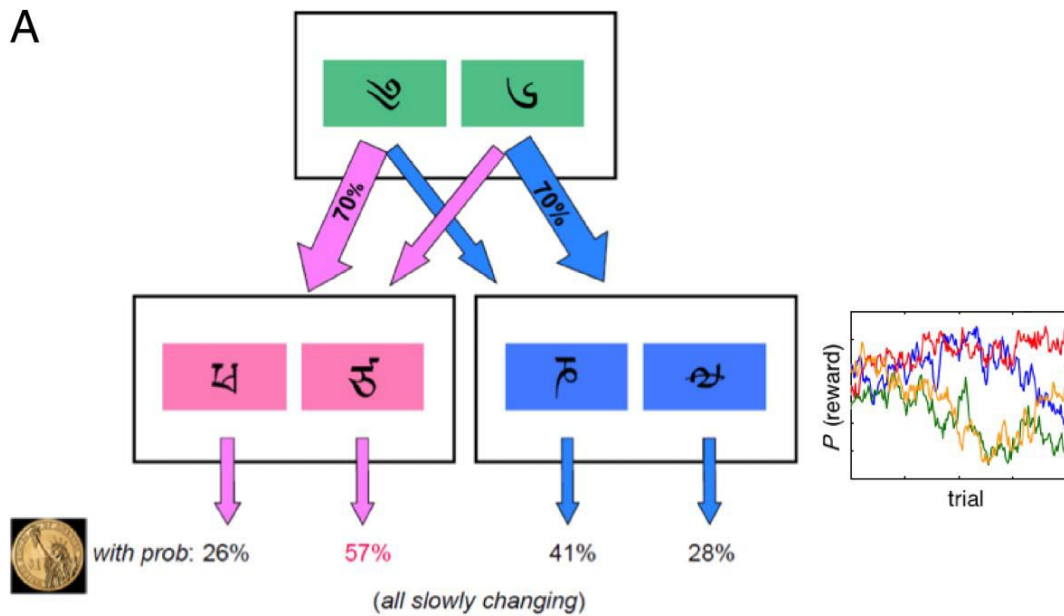 A
70%
70%
with prob: 26% 57% 41% 28%
(all slowly changing)
P (reward)
trial